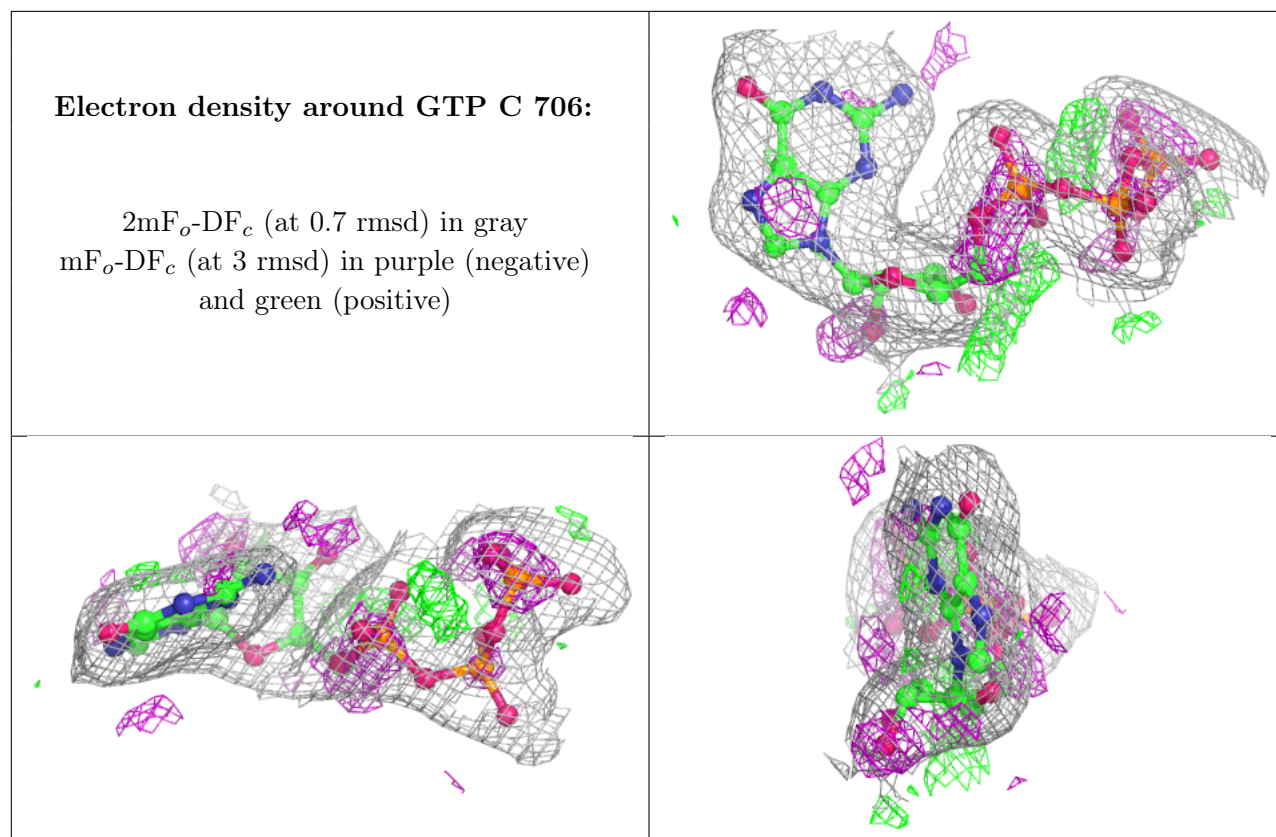 Electron density around GTP C 706:
2mFo-DFc (at 0.7 rmsd) in gray
mFo-DFc (at 3 rmsd) in purple (negative)
and green (positive)